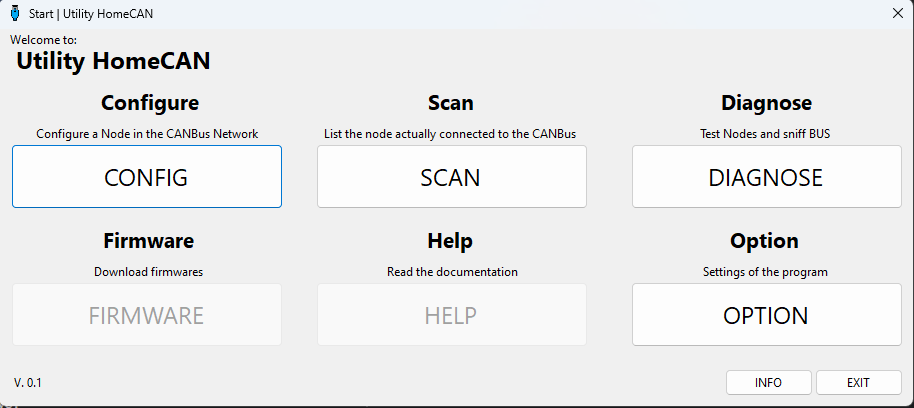 Start | Utility HomeCAN
Welcome to:
Utility HomeCAN
Configure
Configure a Node in the CANBus Network
CONFIG
Scan
List the node actually connected to the CANBus
SCAN
Diagnose
Test Nodes and sniff BUS
DIAGNOSE
Firmware
Download firmwares
FIRMWARE
Help
Read the documentation
HELP
Option
Settings of the program
OPTION
V. 0.1
INFO
EXIT